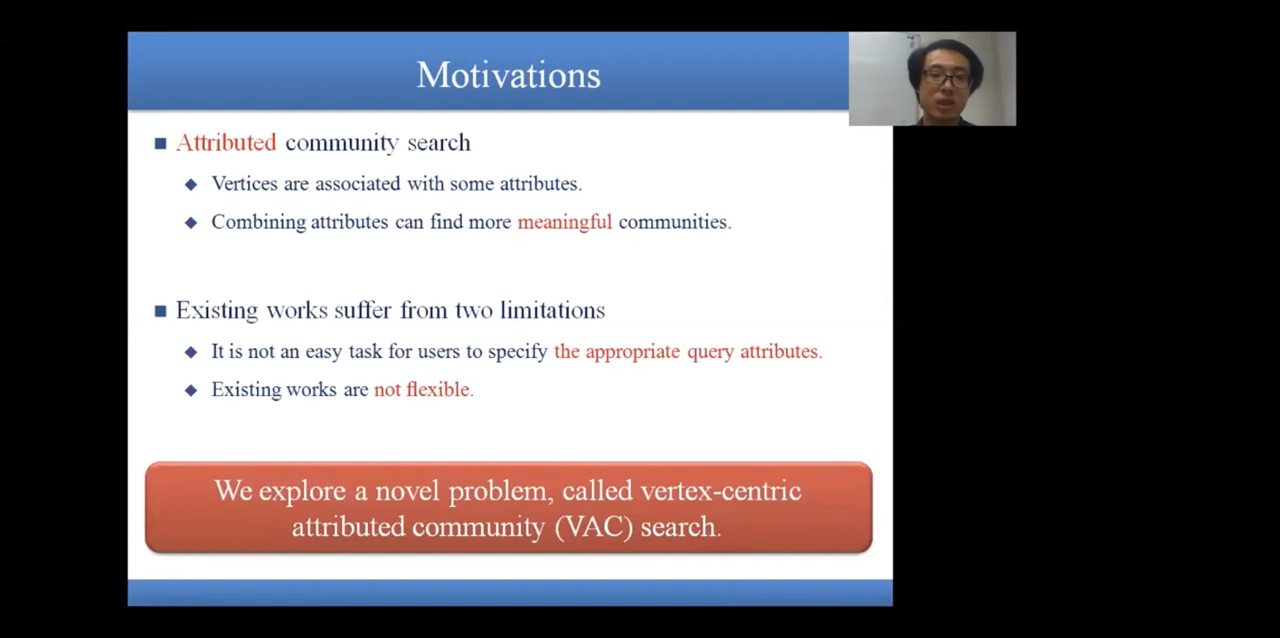 Motivations
Attributed community search
Vertices are associated with some attributes.
Combining attributes can find more meaningful communities.
Existing works suffer from two limitations
It is not an easy task for users to specify the appropriate query attributes.
Existing works are not flexible.
We explore a novel problem, called vertex-centric
attributed community (VAC) search.